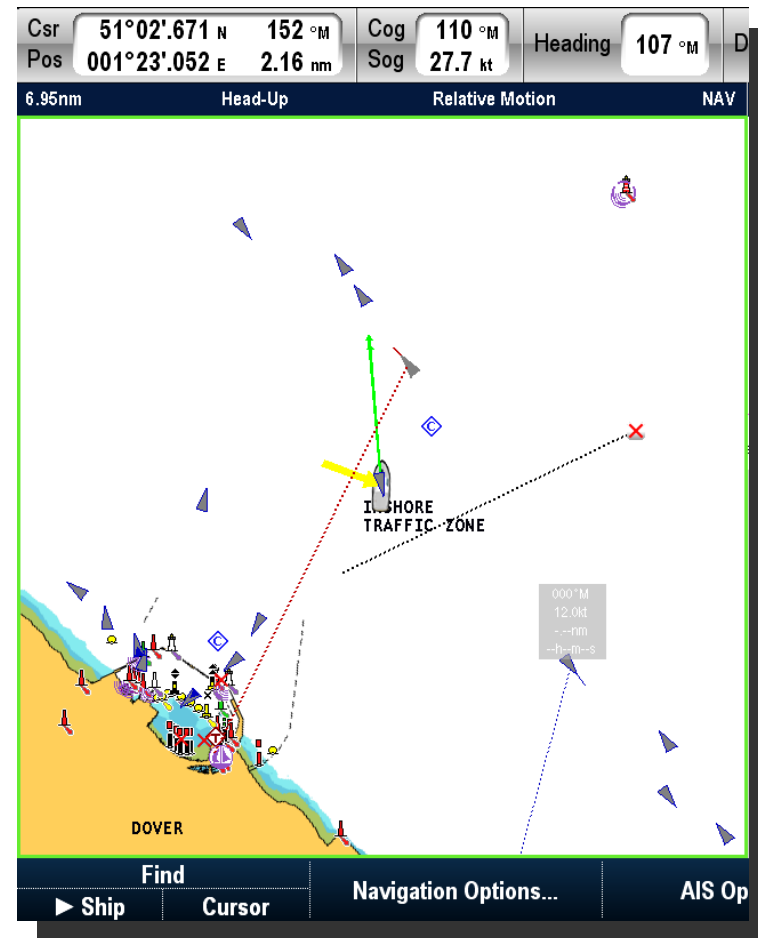 Csr 51°02'.671 N 152 °M
Pos 001°23'.052 E 2.16 nm
Cog 110 °M
Sog 27.7 kt
Heading 107 °M
D
6.95nm Head-Up Relative Motion NAV
C
INSHORE
TRAFFIC ZONE
000°M
12.0kt
-.--nm
--h--m--s
C
T
DOVER
Find
► Ship Cursor
Navigation Options...
AIS Op